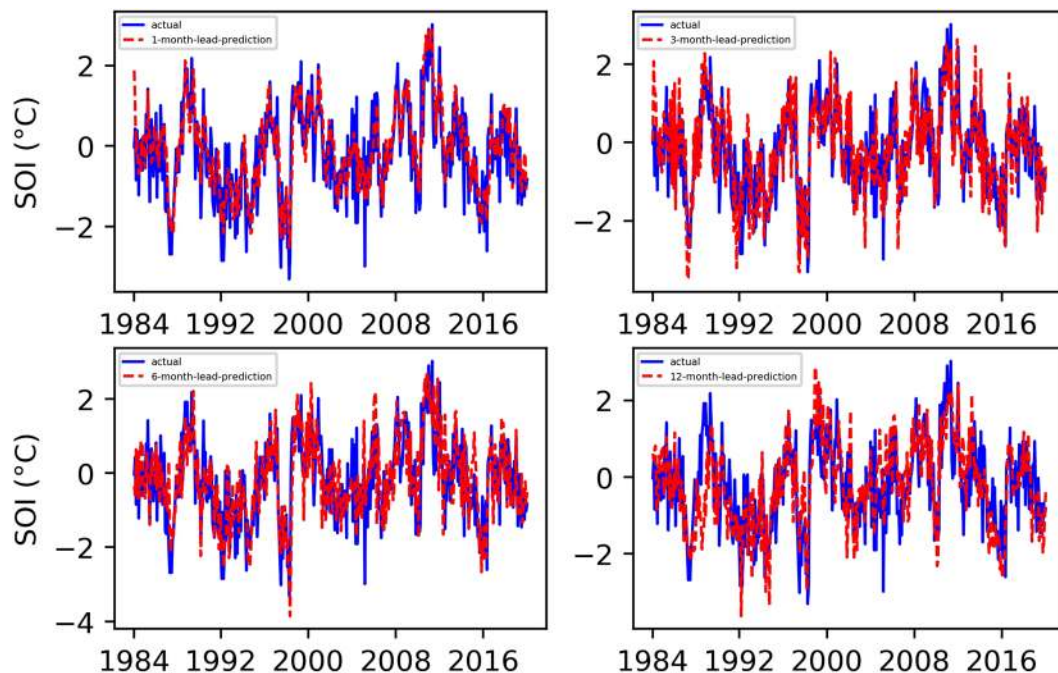 actual
1-month-lead-prediction
SOI (°C)
2
0
−2
1984 1992 2000 2008 2016
actual
3-month-lead-prediction
2
0
−2
1984 1992 2000 2008 2016
actual
6-month-lead-prediction
SOI (°C)
2
0
−2
−4
1984 1992 2000 2008 2016
actual
12-month-lead-prediction
2
0
−2
1984 1992 2000 2008 2016